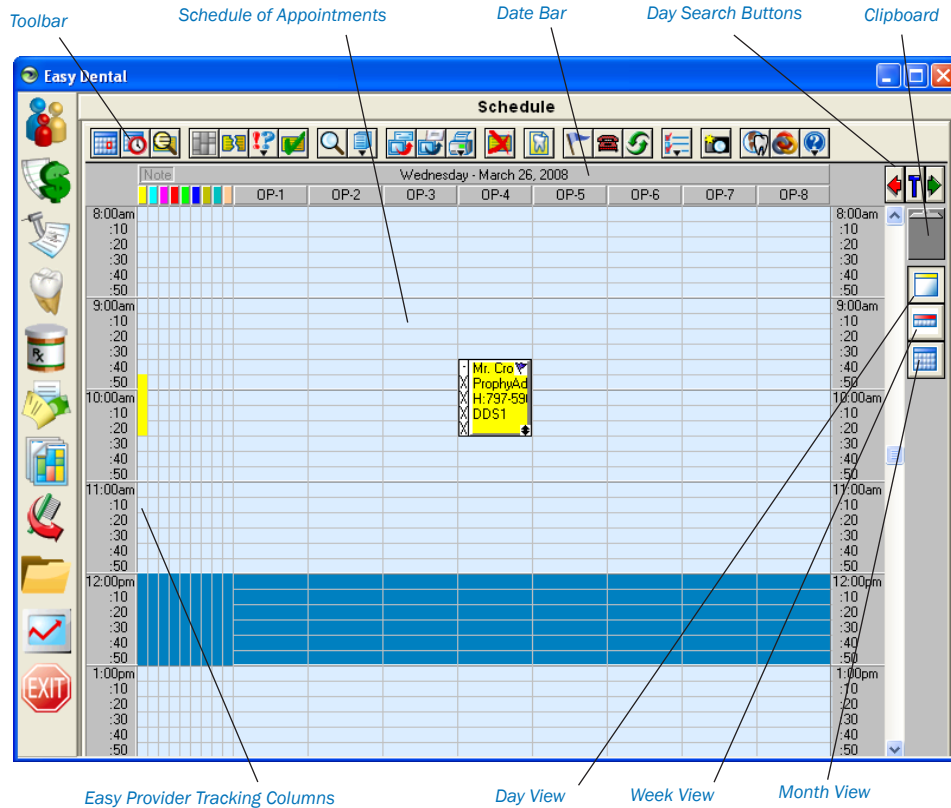 Toolbar
Schedule of Appointments
Date Bar
Day Search Buttons
Clipboard
Easy Dental
Schedule
Note
Wednesday - March 26, 2008
T
OP-1 OP-2 OP-3 OP-4 OP-5 OP-6 OP-7 OP-8
8:00am 8:00am
:10 :10
:20 :20
:30 :30
:40 :40
:50 :50
9:00am 9:00am
:10 :10
:20 :20
:30 :30
:40 - Mr. Cro :40
:50 X ProphyAd :50
10:00am X H:797-59 10:00am
:10 X DDS1 :10
:20 X :20
:30 :30
:40 :40
:50 :50
11:00am 11:00am
:10 :10
:20 :20
:30 :30
:40 :40
:50 :50
12:00pm 12:00pm
:10 :10
:20 :20
:30 :30
:40 :40
:50 :50
1:00pm 1:00pm
:10 :10
:20 :20
:30 :30
:40 :40
:50 :50
Rx
EXIT
Easy Provider Tracking Columns
Day View
Week View
Month View